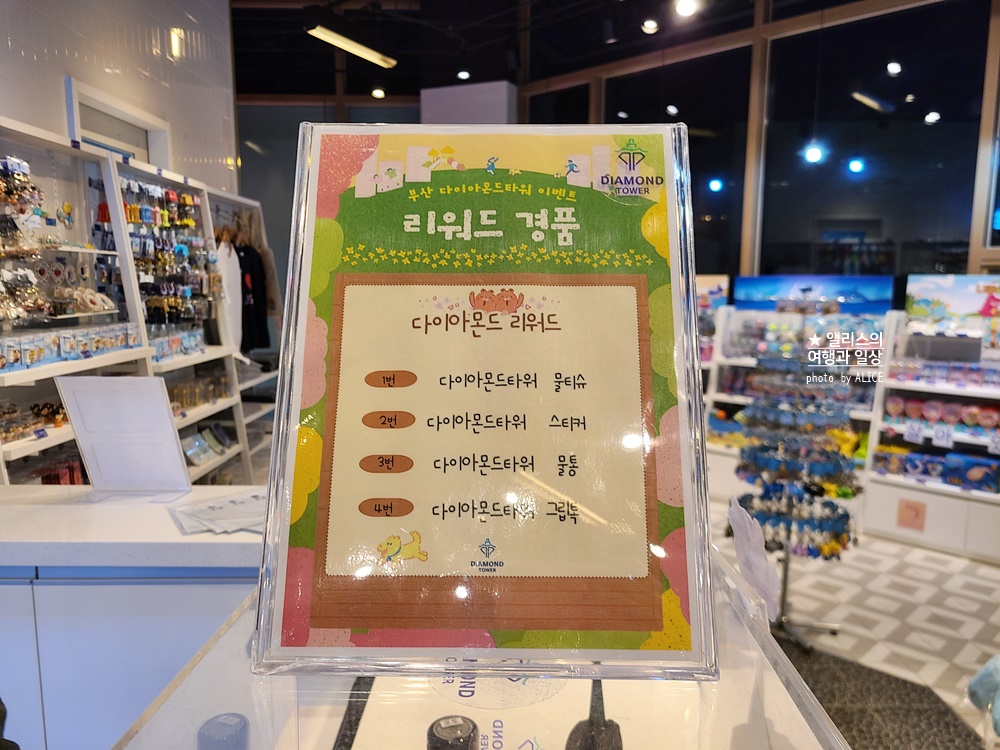 DIAMOND
TOWER
부산 다이아몬드타워 이벤트
리워드 경품
다이아몬드 리워드
1번 다이아몬드타워 물티슈
2번 다이아몬드타워 스티커
3번 다이아몬드타워 물통
4번 다이아몬드타워 그립톡
DIAMOND
TOWER
★ 앨리스의
여행과 일상
photo by ALICE